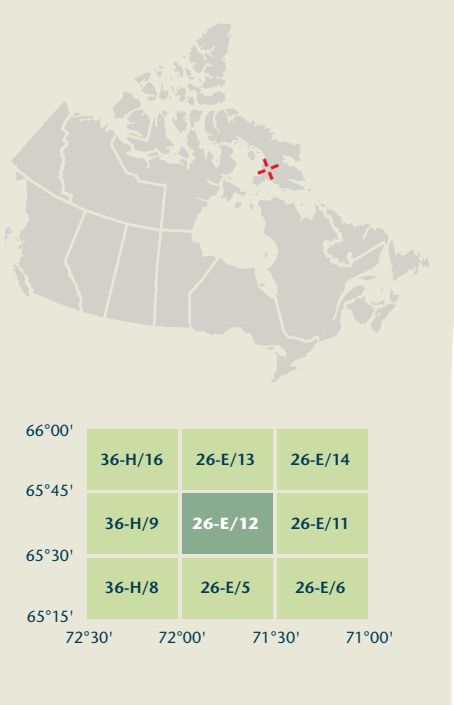 66°00'
36-H/16 26-E/13 26-E/14
65°45'
36-H/9 26-E/12 26-E/11
65°30'
36-H/8 26-E/5 26-E/6
65°15'
72°30' 72°00' 71°30' 71°00'